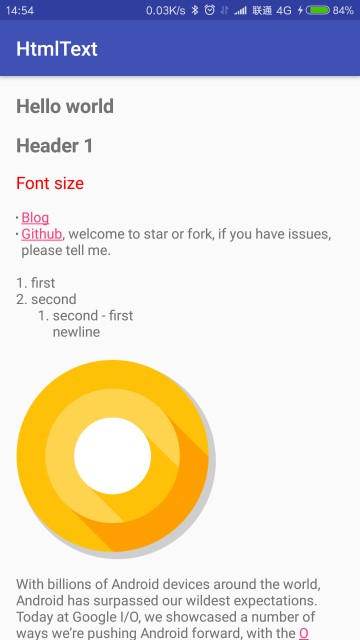 14:54 0.03K/s 联通 4G 84%
HtmlText
Hello world
Header 1
Font size
• Blog
• Github, welcome to star or fork, if you have issues,
please tell me.
1. first
2. second
1. second - first
newline
With billions of Android devices around the world,
Android has surpassed our wildest expectations.
Today at Google I/O, we showcased a number of
ways we're pushing Android forward, with the O